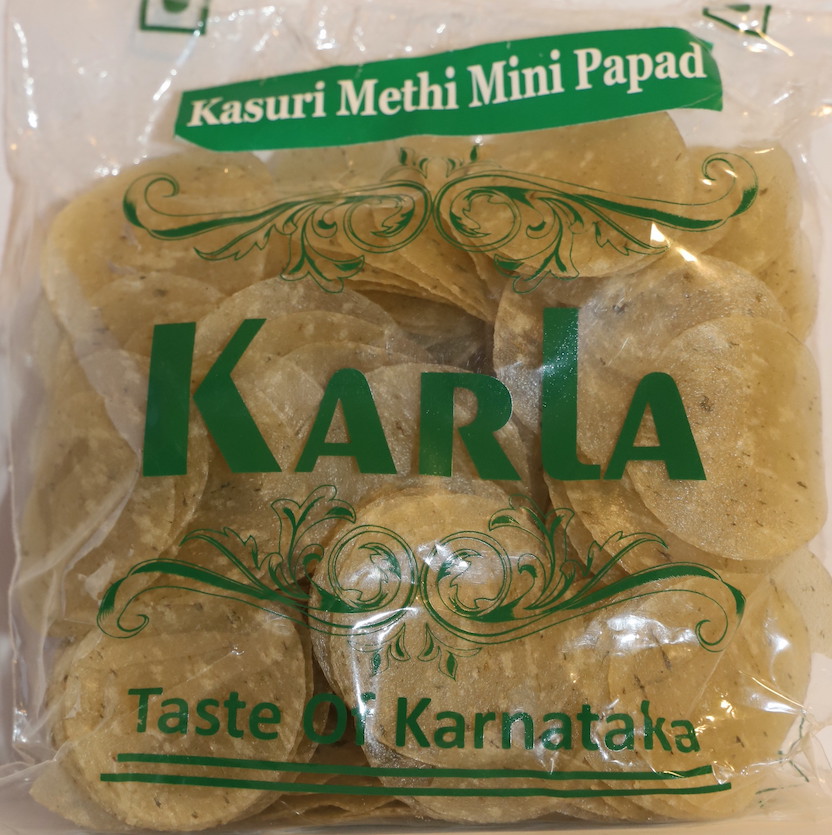 Kasuri Methi Mini Papad
KARLA
Taste Of Karnataka